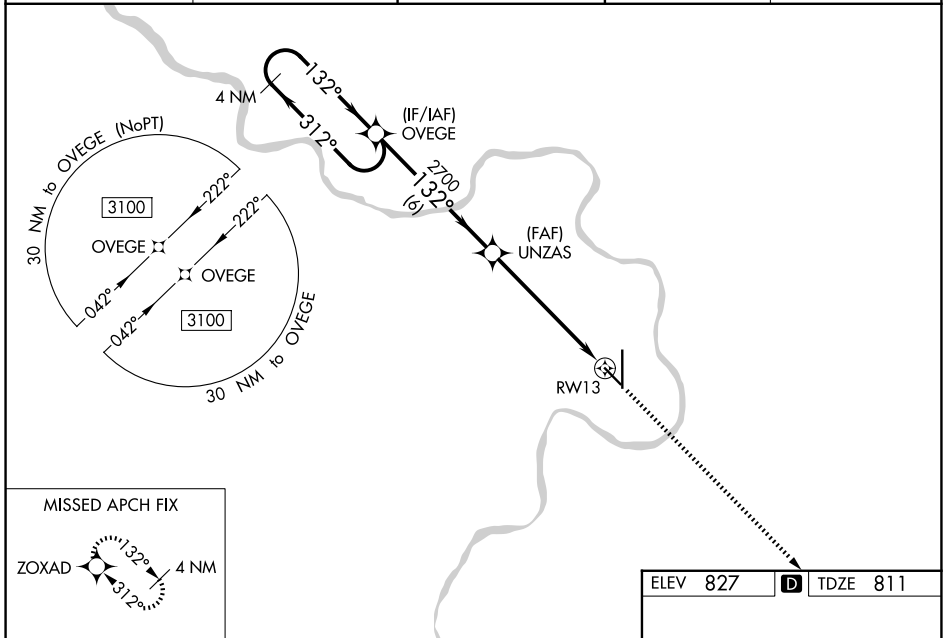 132°
4 NM
312°
(IF/IAF)
OVEGE
2700
132°
(6)
(FAF)
UNZAS
RW13
30 NM to OVEGE (NoPT)
3100
222°
OVEGE
042°
222°
OVEGE
042°
3100
30 NM to OVEGE
MISSED APCH FIX
ZOXAD
132°
4 NM
312°
ELEV 827 D TDZE 811